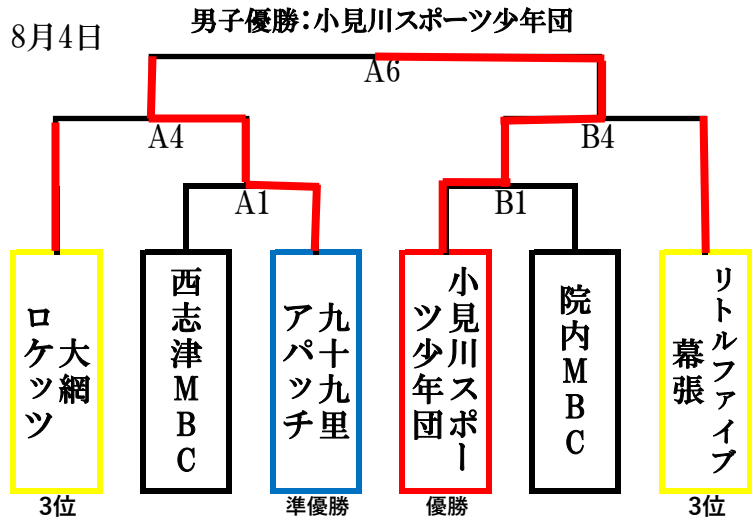 男子優勝:小見川スポーツ少年団
8月4日
A6
A4
B4
A1
B1
大網
ロケッツ
西志津MBC
九十九里
アパッチ
小見川スポー
ツ少年団
院内MBC
リトルファイブ
幕張
3位
準優勝
優勝
3位